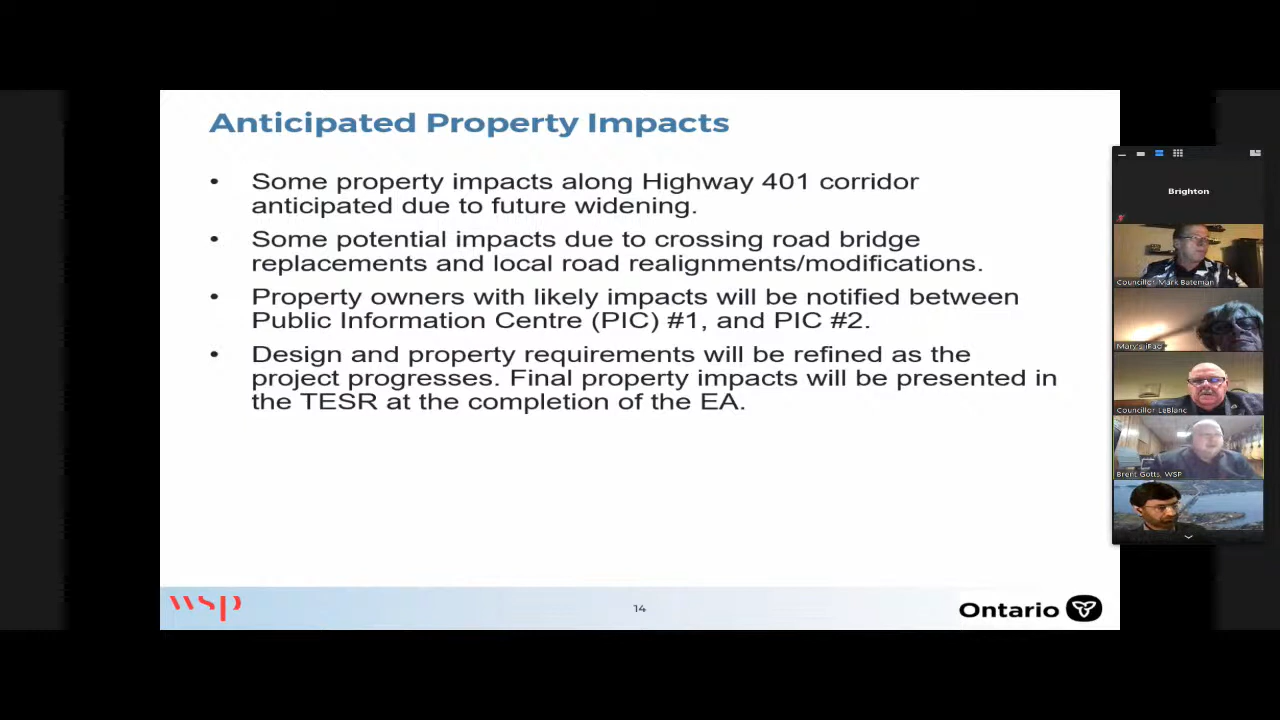 Anticipated Property Impacts
• Some property impacts along Highway 401 corridor
anticipated due to future widening.
• Some potential impacts due to crossing road bridge
replacements and local road realignments/modifications.
• Property owners with likely impacts will be notified between
Public Information Centre (PIC) #1, and PIC #2.
• Design and property requirements will be refined as the
project progresses. Final property impacts will be presented in
the TESR at the completion of the EA.
wsp
14
Ontario
Brighton
Councillor Mark Bateman
Mary's iPad
Councillor LeBlanc
Brent Gotts, WSP